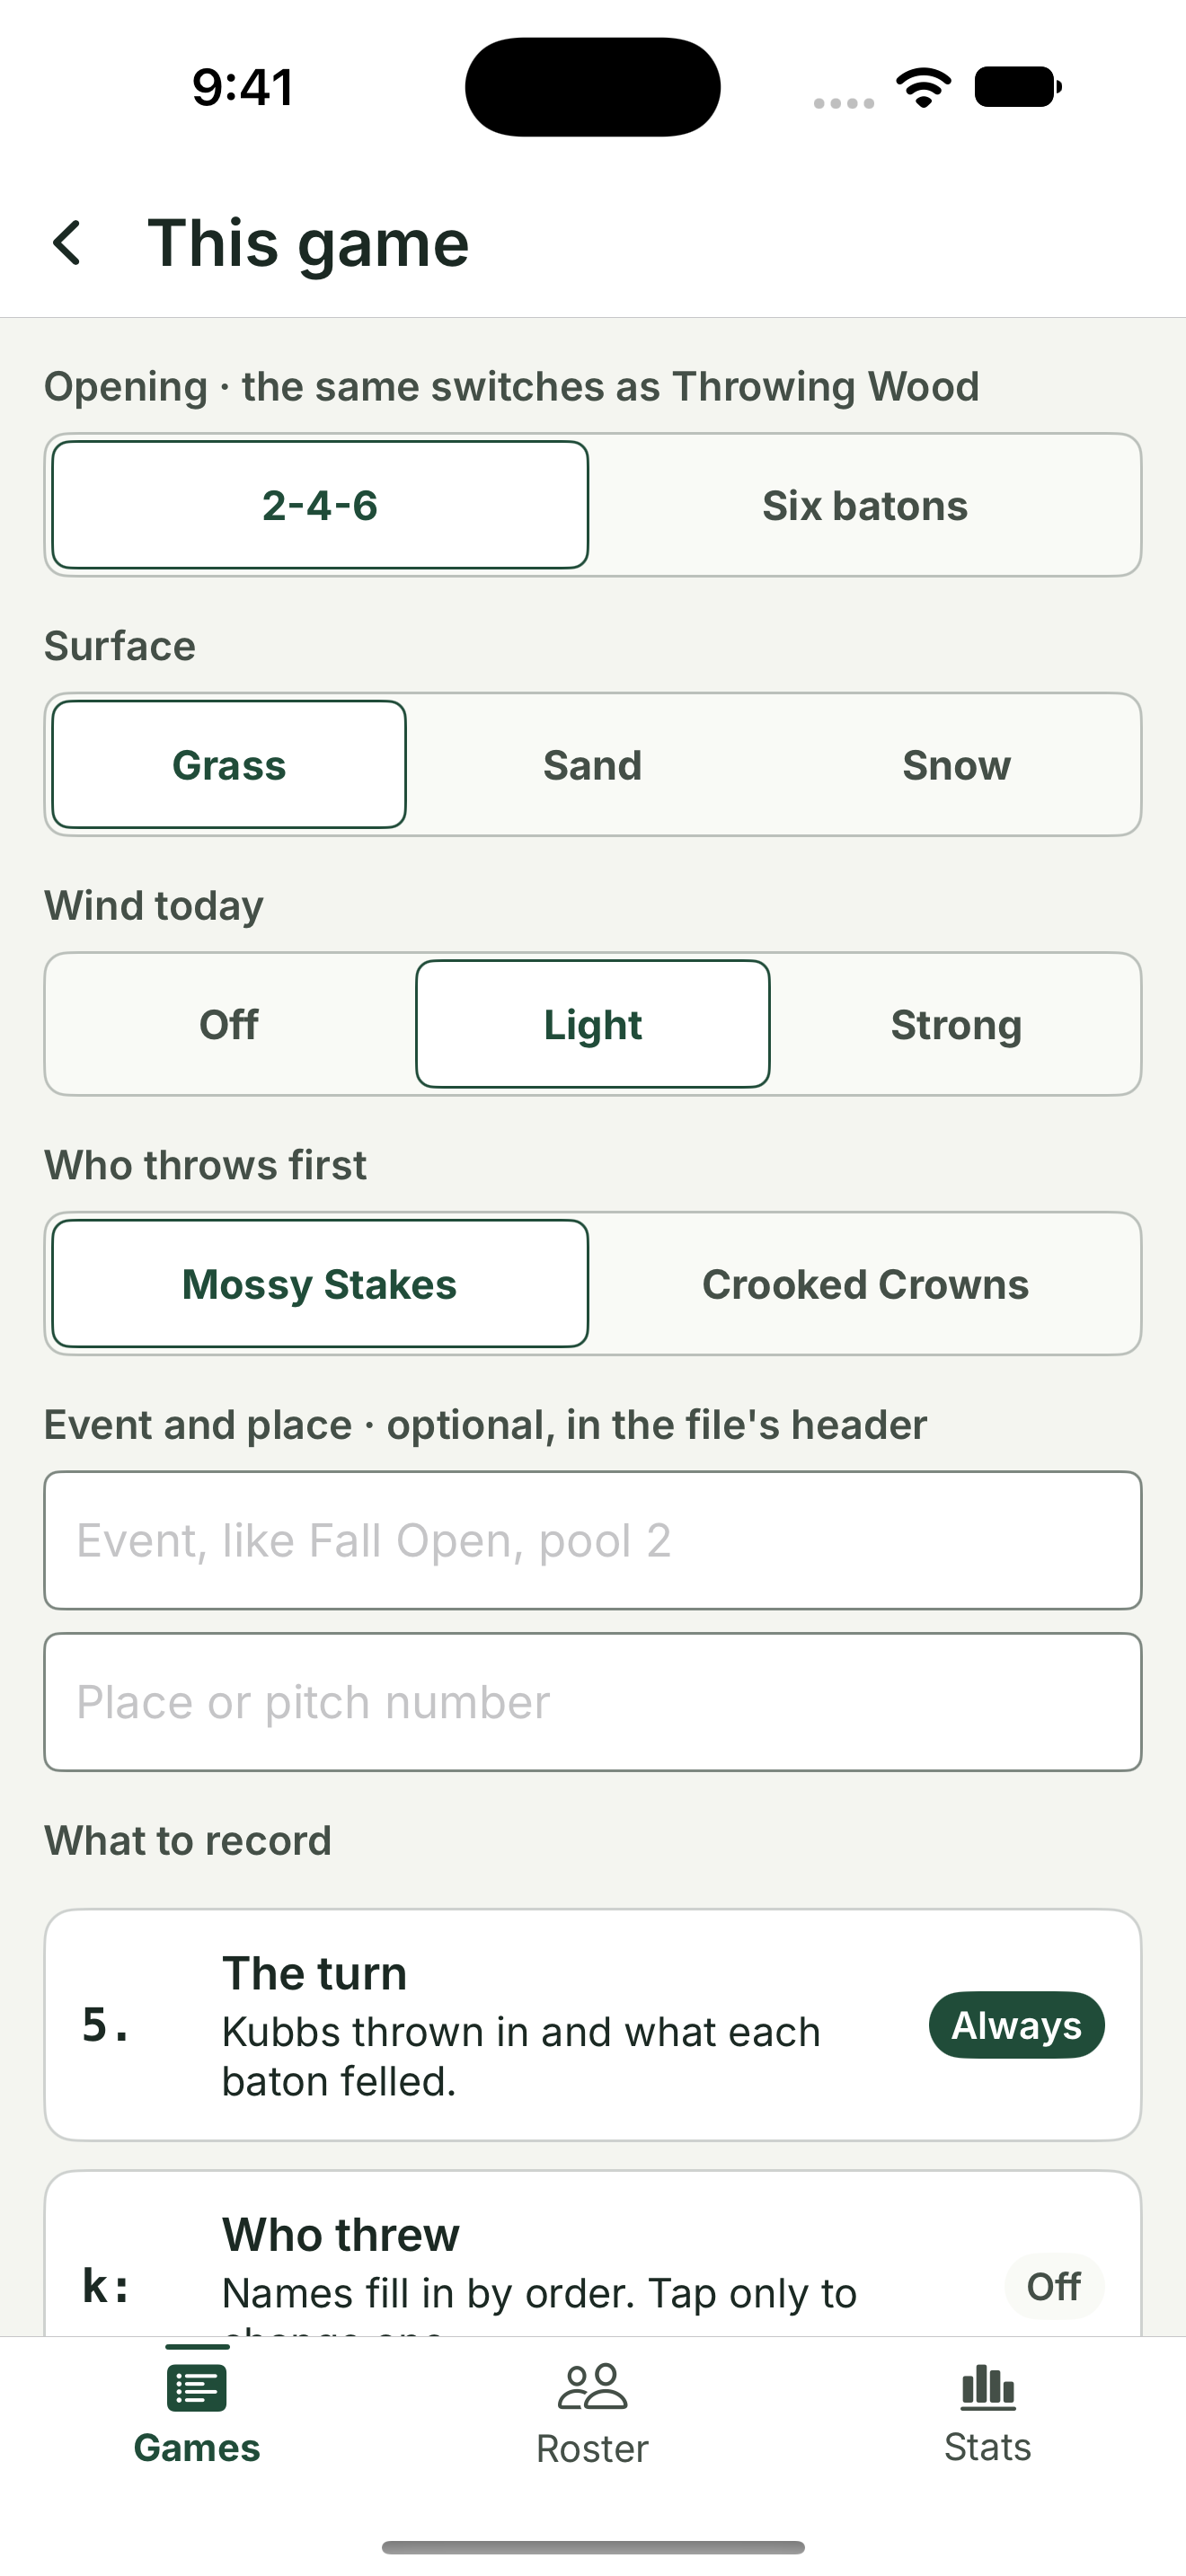 9:41
This game
Opening · the same switches as Throwing Wood
2-4-6
Six batons
Surface
Grass
Sand
Snow
Wind today
Off
Light
Strong
Who throws first
Mossy Stakes
Crooked Crowns
Event and place · optional, in the file's header
Event, like Fall Open, pool 2
Place or pitch number
What to record
5.
The turn
Kubbs thrown in and what each
baton felled.
Always
k:
Who threw
Names fill in by order. Tap only to
Off
Games
Roster
Stats